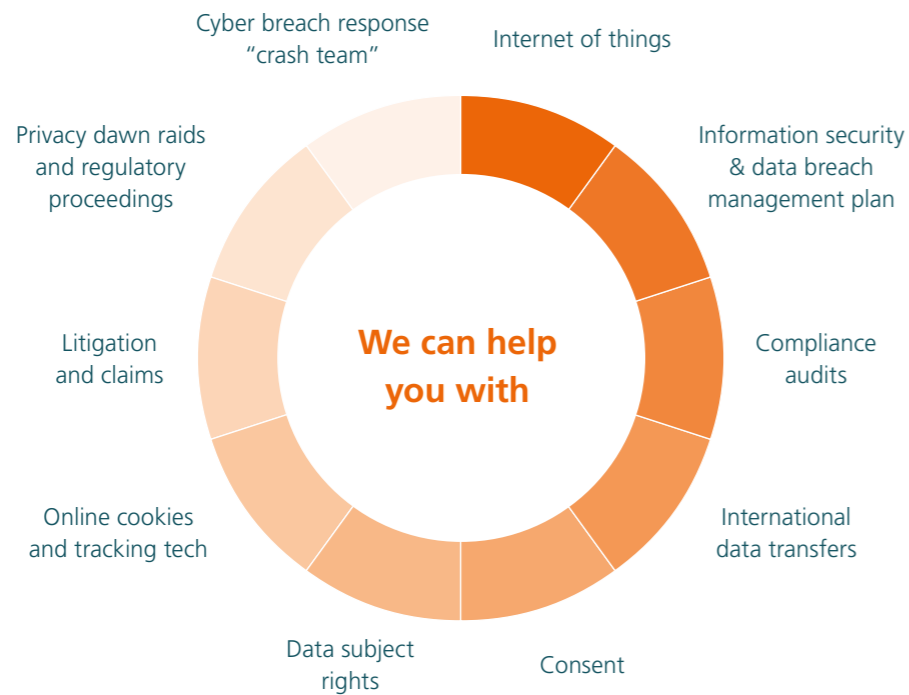 Cyber breach response
“crash team”
Internet of things
Privacy dawn raids
and regulatory
proceedings
Information security
& data breach
management plan
Litigation
and claims
We can help
you with
Compliance
audits
Online cookies
and tracking tech
International
data transfers
Data subject
rights
Consent